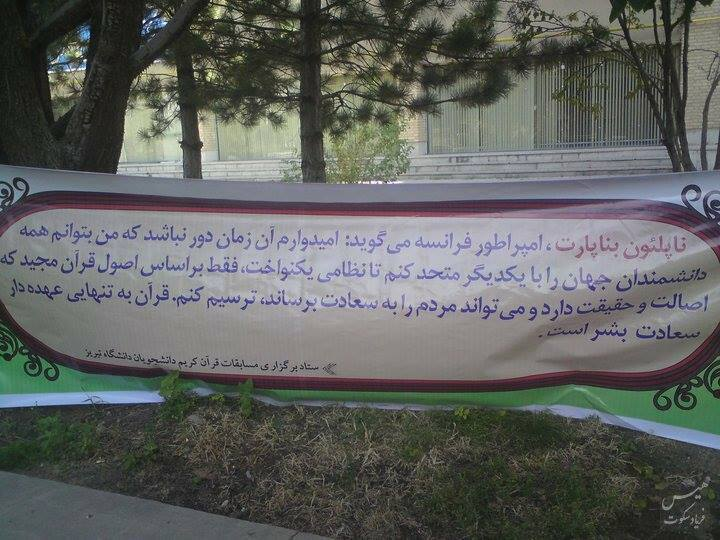 ناپلئون بناپارت، امپراطور فرانسه می‌گوید: امیدوارم آن زمان دور نباشد که من بتوانم همه
دانشمندان جهان را با یکدیگر متحد کنم تا نظامی یکنواخت، فقط براساس اصول قرآن مجید که
اصالت و حقیقت دارد و می‌تواند مردم را به سعادت برساند، ترسیم کنم. قرآن به تنهایی عهده دار
سعادت بشر است.
ستاد برگزاری مسابقات قرآن کریم دانشجویان دانشگاه تبریز
هیس
فریاد سکوت